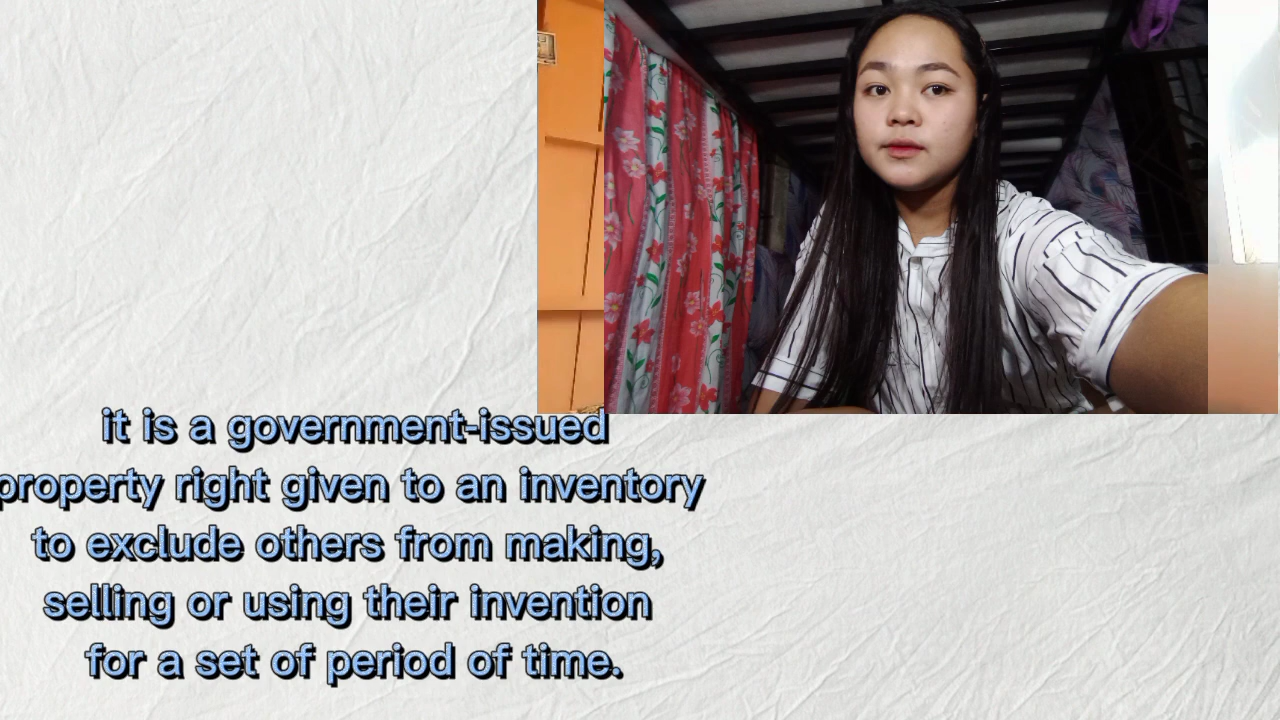 it is a government-issued
property right given to an inventory
to exclude others from making,
selling or using their invention
for a set of period of time.